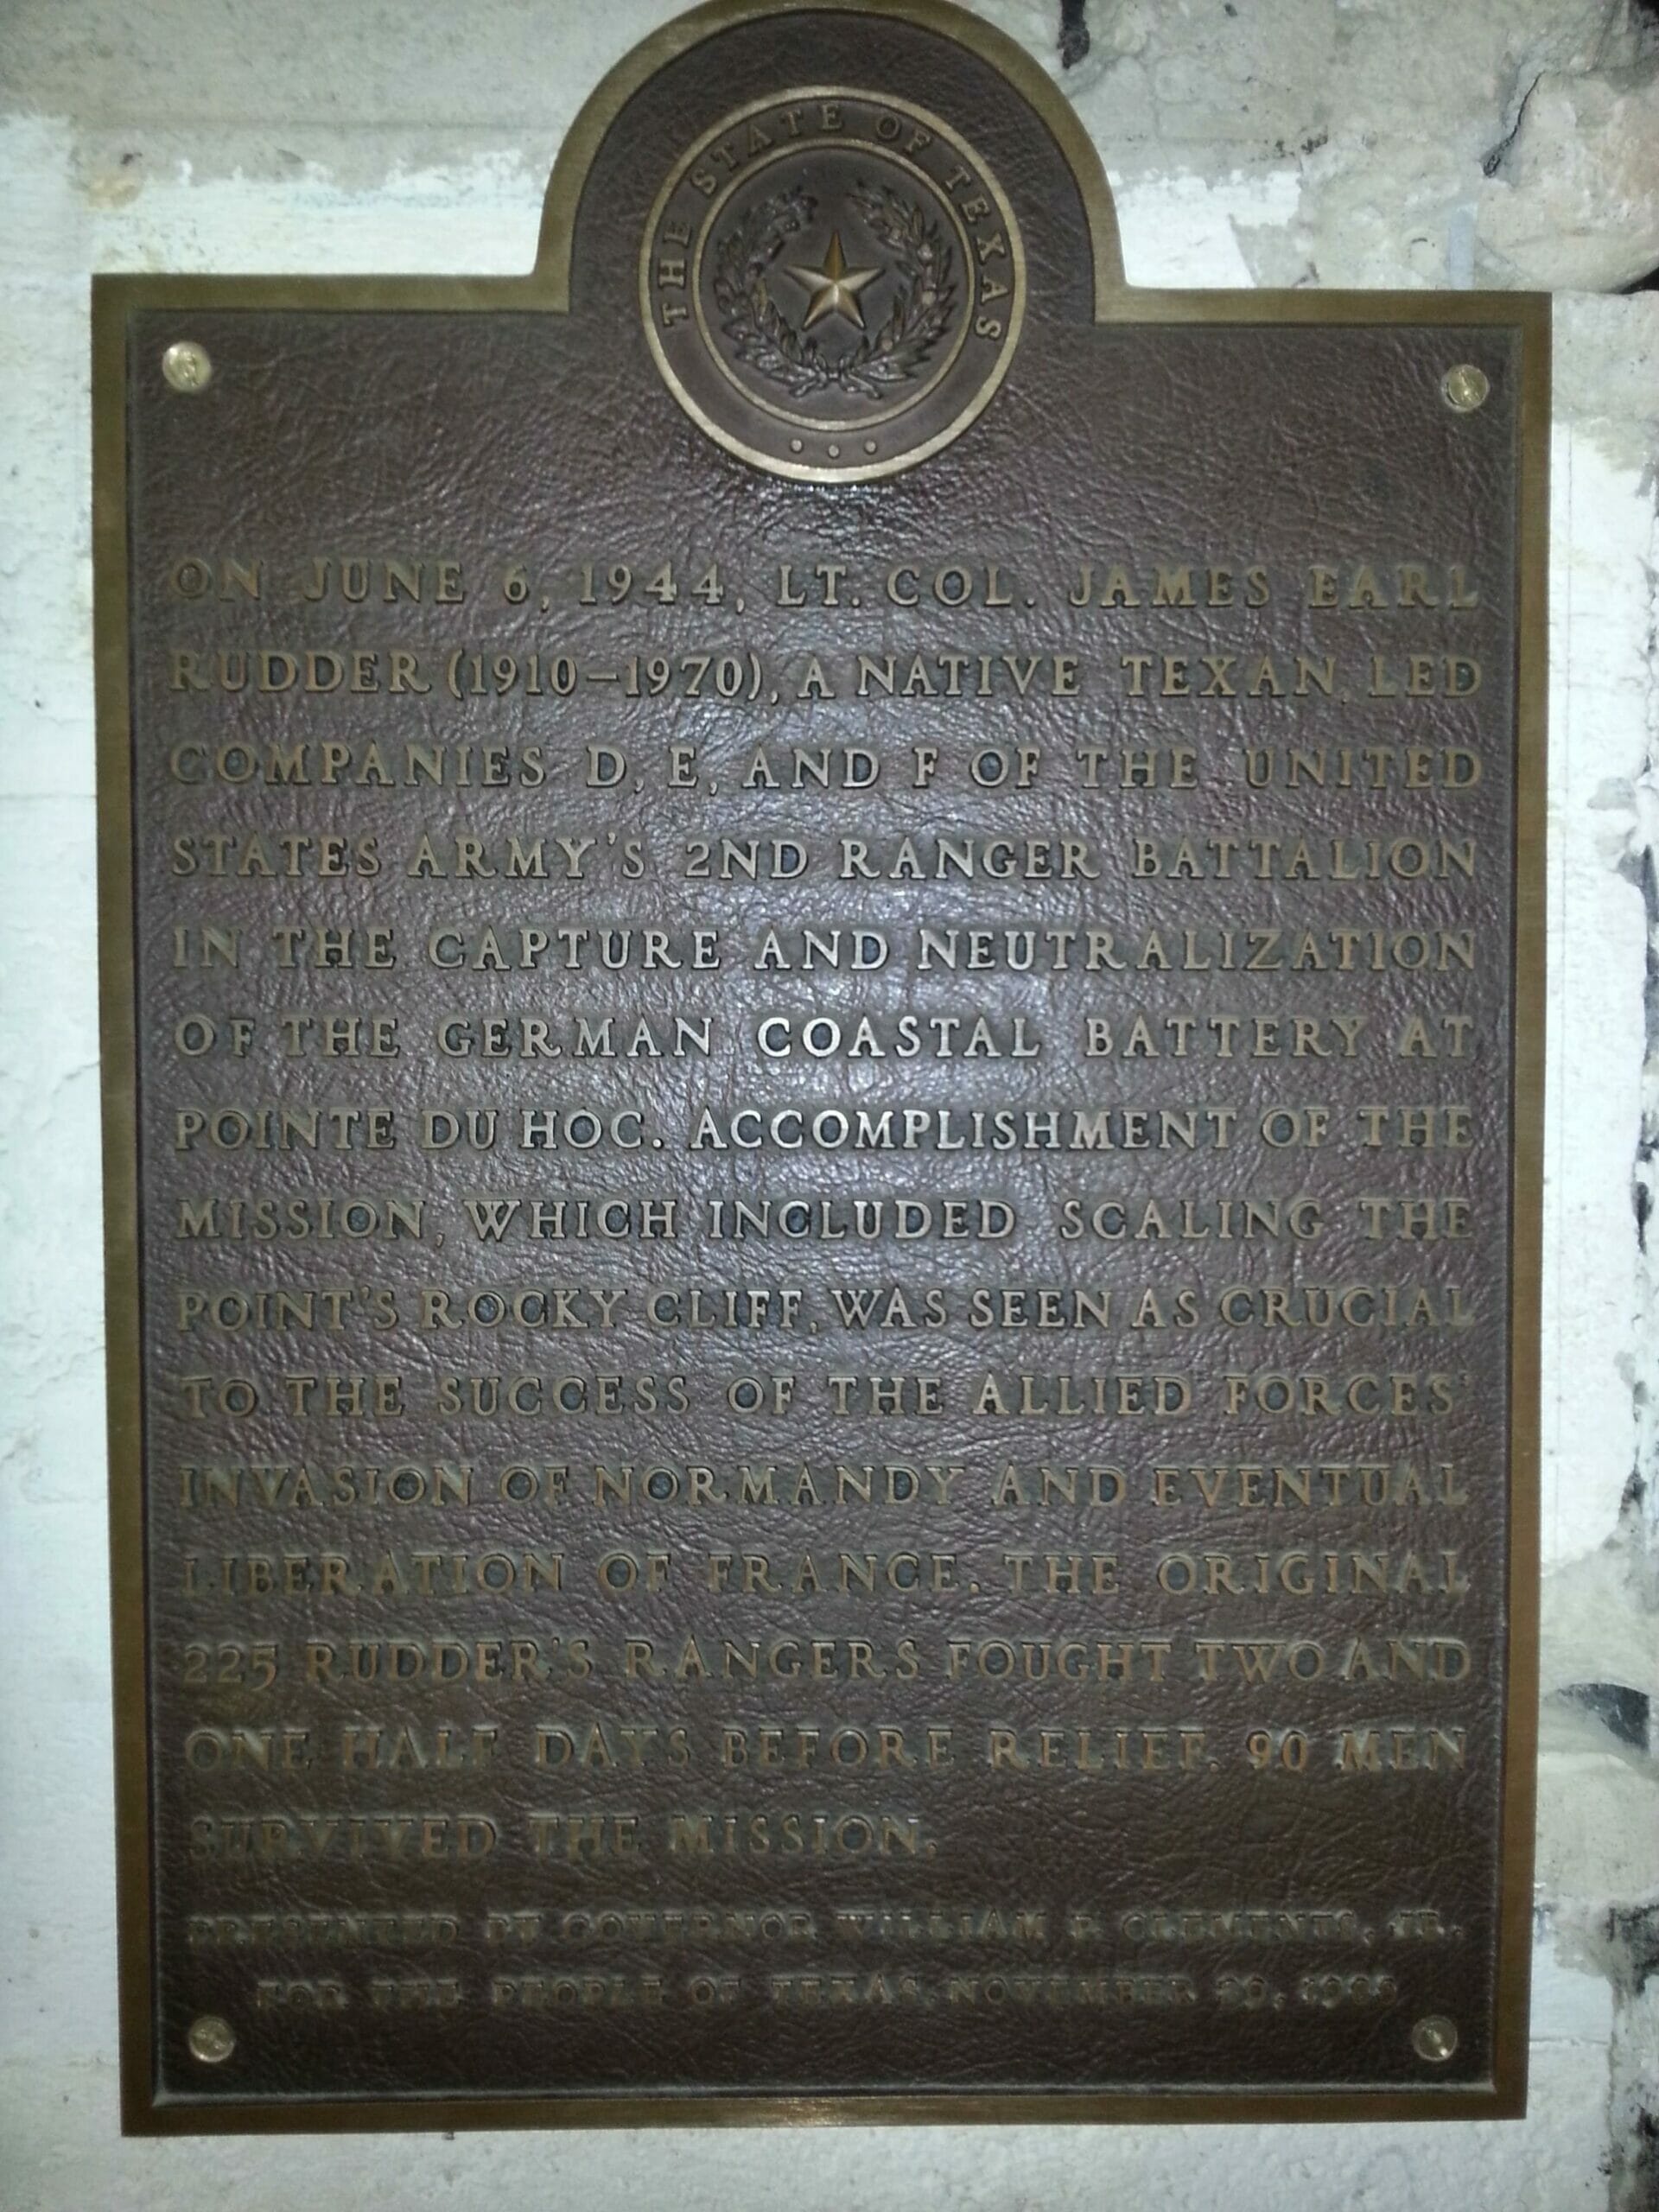 THE STATE OF TEXAS
ON JUNE 6, 1944, LT. COL. JAMES EARL
RUDDER (1910–1970), A NATIVE TEXAN, LED
COMPANIES D, E, AND F OF THE UNITED
STATES ARMY'S 2ND RANGER BATTALION
IN THE CAPTURE AND NEUTRALIZATION
OF THE GERMAN COASTAL BATTERY AT
POINTE DU HOC. ACCOMPLISHMENT OF THE
MISSION, WHICH INCLUDED SCALING THE
POINT'S ROCKY CLIFF, WAS SEEN AS CRUCIAL
TO THE SUCCESS OF THE ALLIED FORCES'
INVASION OF NORMANDY AND EVENTUAL
LIBERATION OF FRANCE. THE ORIGINAL
225 RUDDER'S RANGERS FOUGHT TWO AND
ONE HALF DAYS BEFORE RELIEF. 90 MEN
SURVIVED THE MISSION.
PRESENTED BY GOVERNOR WILLIAM P. CLEMENTS, JR.
FOR THE PEOPLE OF TEXAS, NOVEMBER